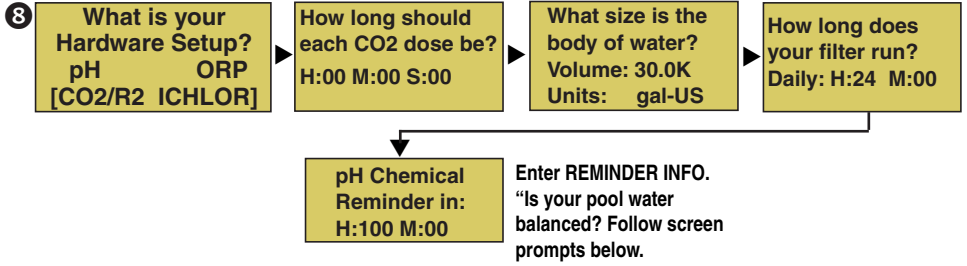 ❽
What is your
Hardware Setup?
pH ORP
[CO2/R2 ICHLOR]
How long should
each CO2 dose be?
H:00 M:00 S:00
What size is the
body of water?
Volume: 30.0K
Units: gal-US
How long does
your filter run?
Daily: H:24 M:00
pH Chemical
Reminder in:
H:100 M:00
Enter REMINDER INFO.
“Is your pool water
balanced? Follow screen
prompts below.